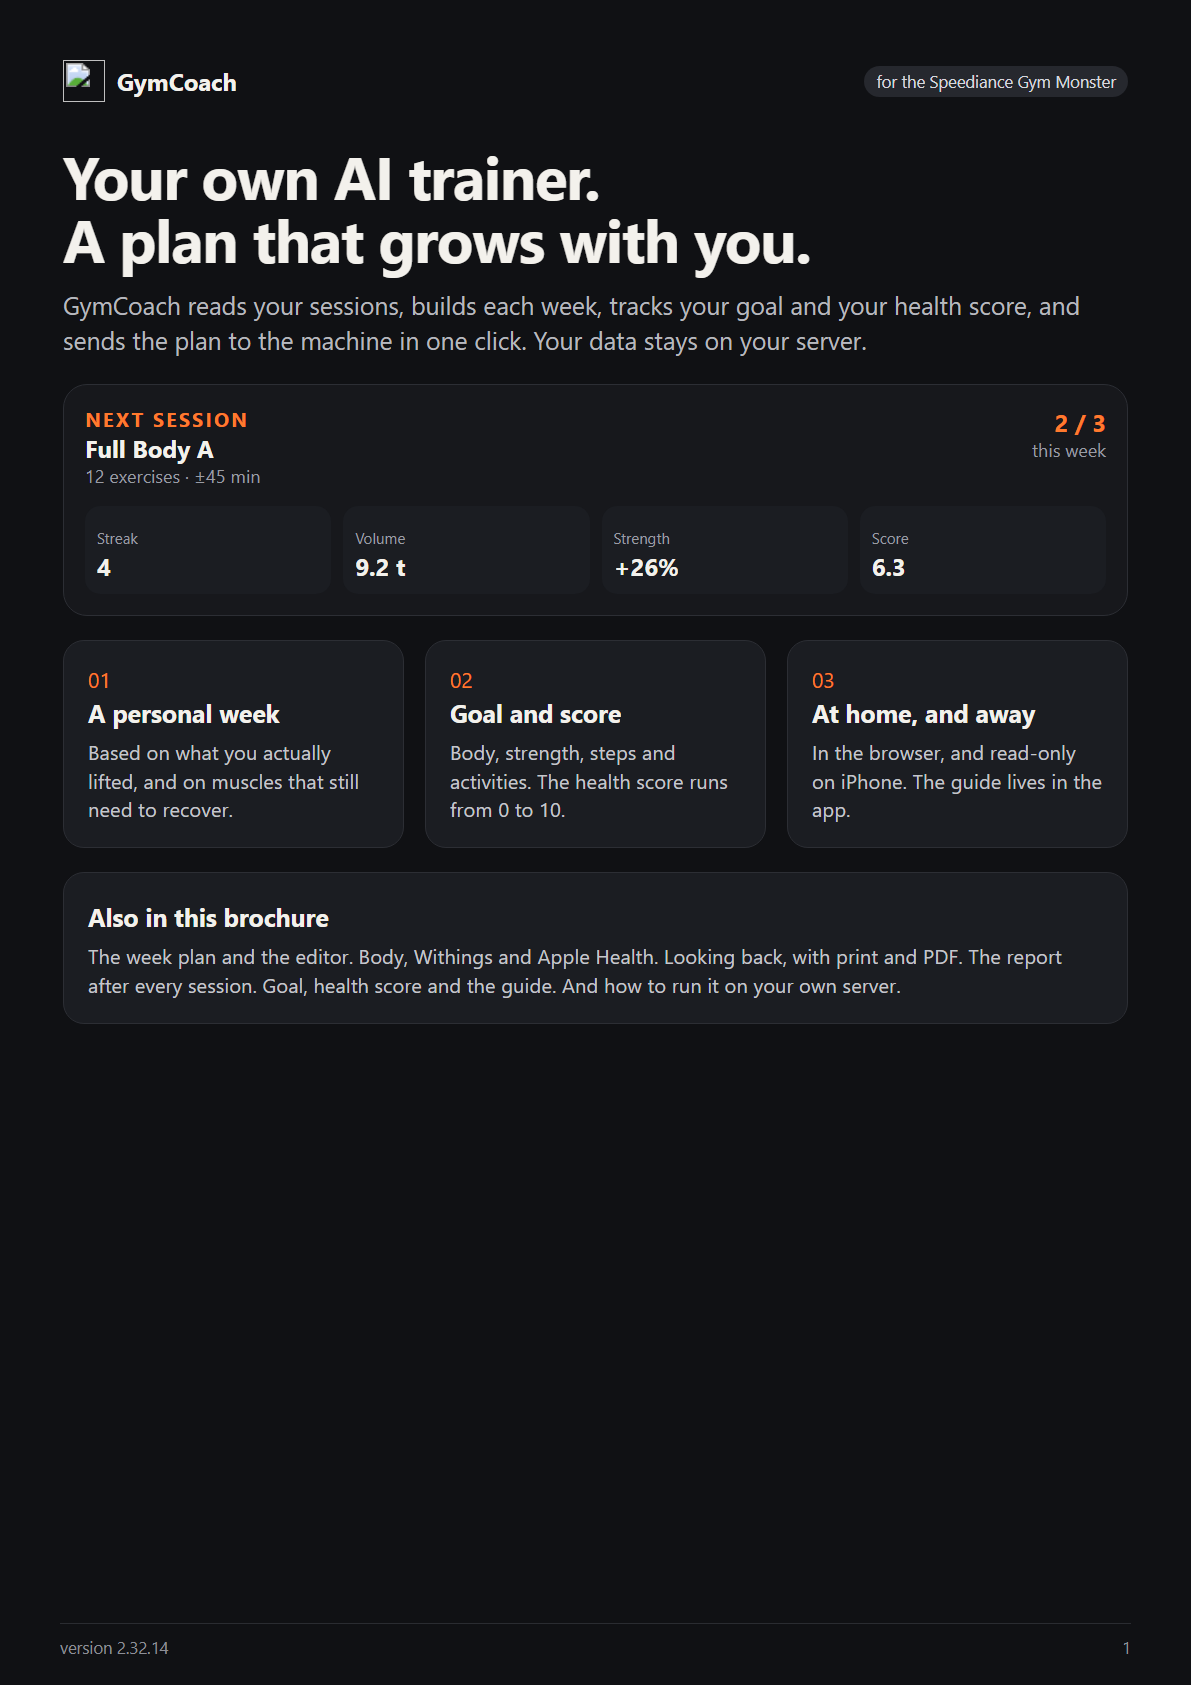 GymCoach
for the Speediance Gym Monster
Your own AI trainer.
A plan that grows with you.
GymCoach reads your sessions, builds each week, tracks your goal and your health score, and
sends the plan to the machine in one click. Your data stays on your server.
NEXT SESSION
2 / 3
Full Body A
this week
12 exercises · ±45 min
Streak
4
Volume
9.2 t
Strength
+26%
Score
6.3
01
A personal week
Based on what you actually
lifted, and on muscles that still
need to recover.
02
Goal and score
Body, strength, steps and
activities. The health score runs
from 0 to 10.
03
At home, and away
In the browser, and read-only
on iPhone. The guide lives in the
app.
Also in this brochure
The week plan and the editor. Body, Withings and Apple Health. Looking back, with print and PDF. The report
after every session. Goal, health score and the guide. And how to run it on your own server.
version 2.32.14
1